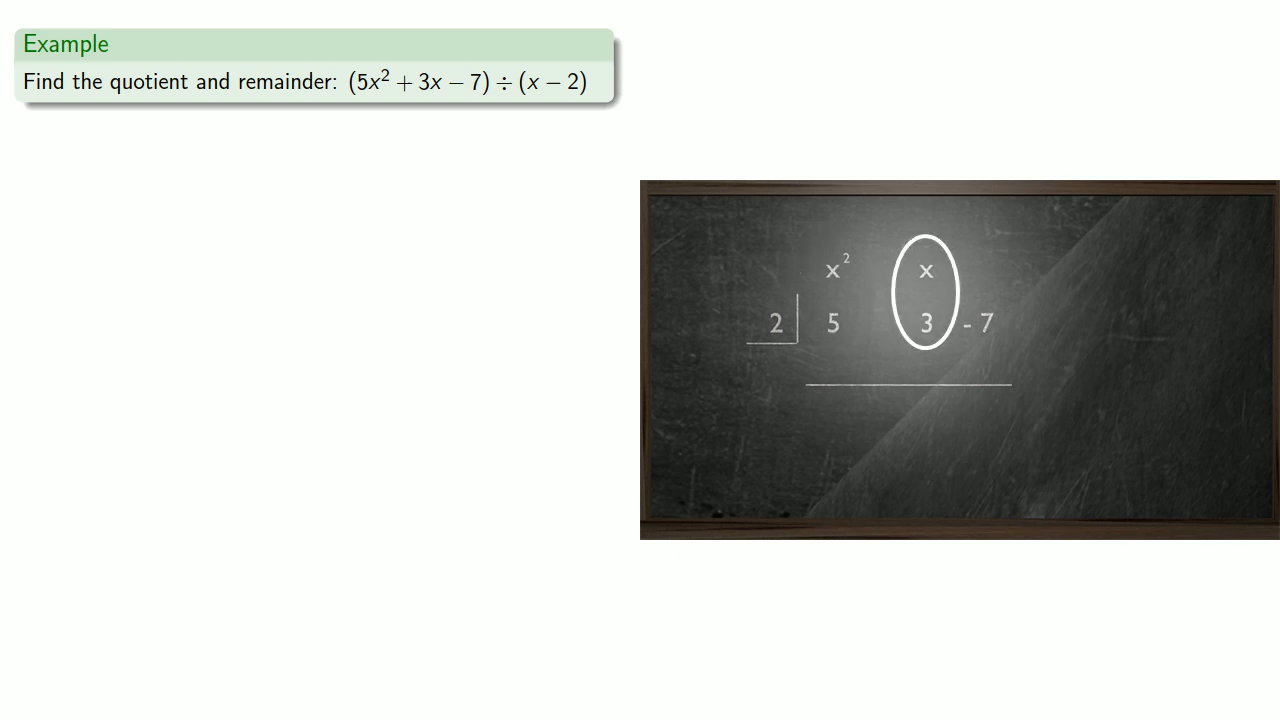 Example
Find the quotient and remainder: (5x² + 3x − 7) ÷ (x − 2)
x² x
2 5 3 - 7